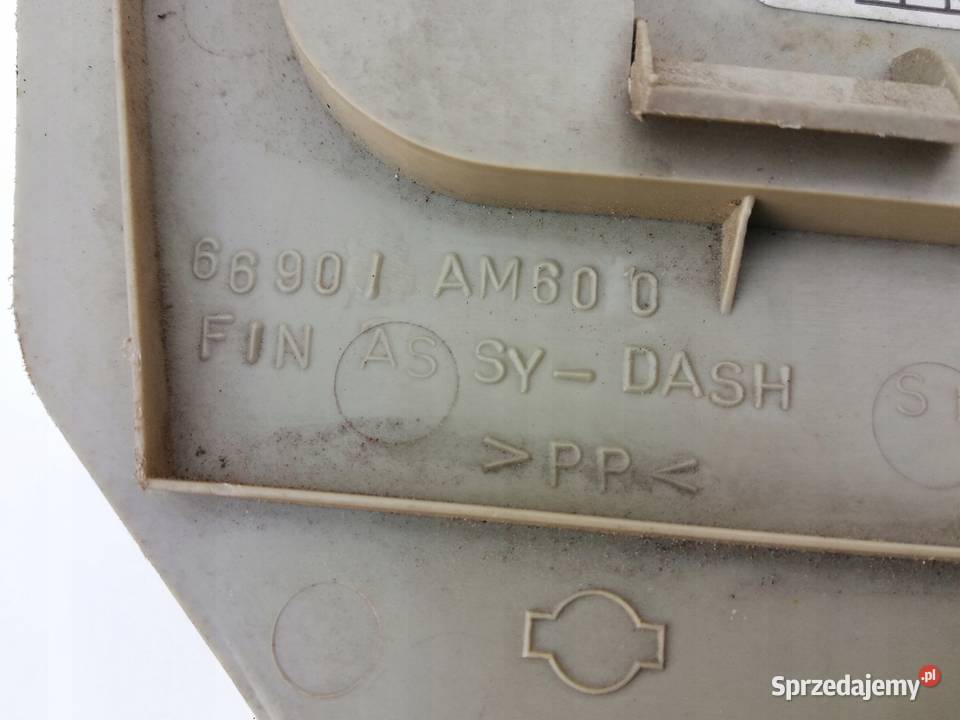 66901 AM600
FIN ASSY-DASH
>PP<
Sprzedajemy.pl